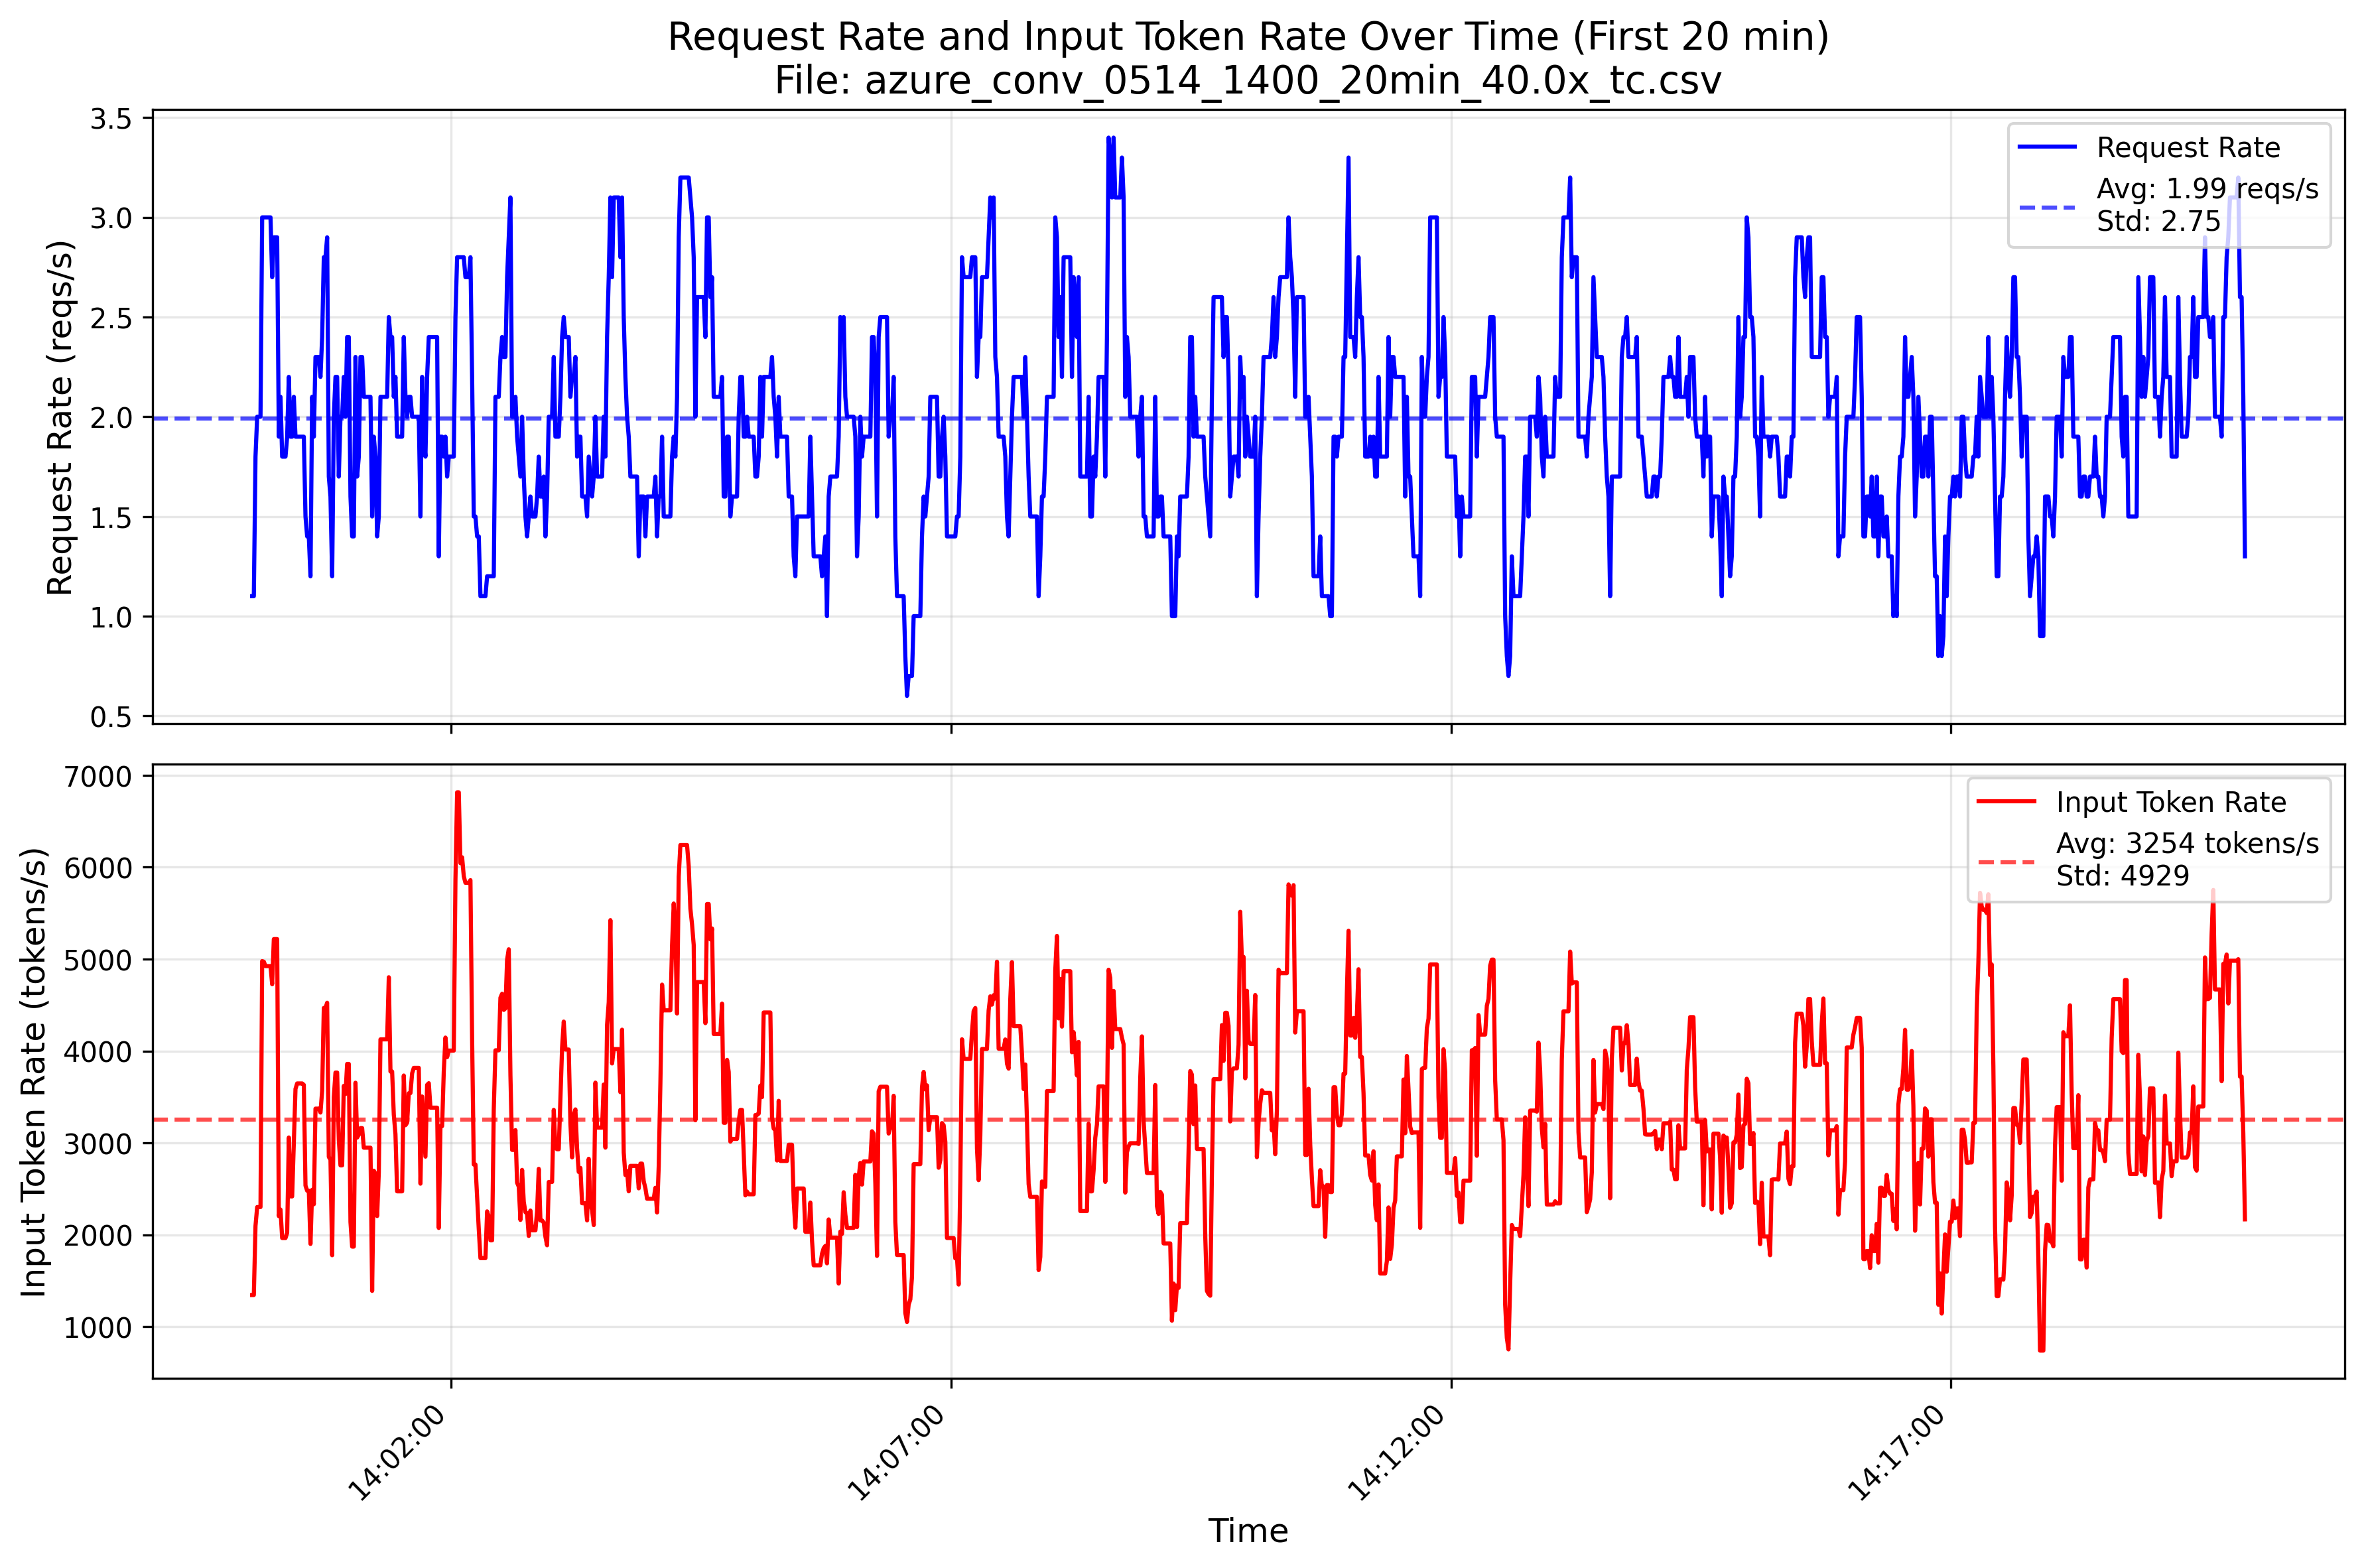 Request Rate and Input Token Rate Over Time (First 20 min)
File: azure_conv_0514_1400_20min_40.0x_tc.csv
Request Rate (reqs/s)
3.5
3.0
2.5
2.0
1.5
1.0
0.5
Request Rate
Avg: 1.99 reqs/s
Std: 2.75
Input Token Rate (tokens/s)
7000
6000
5000
4000
3000
2000
1000
Input Token Rate
Avg: 3254 tokens/s
Std: 4929
14:02:00
14:07:00
14:12:00
14:17:00
Time